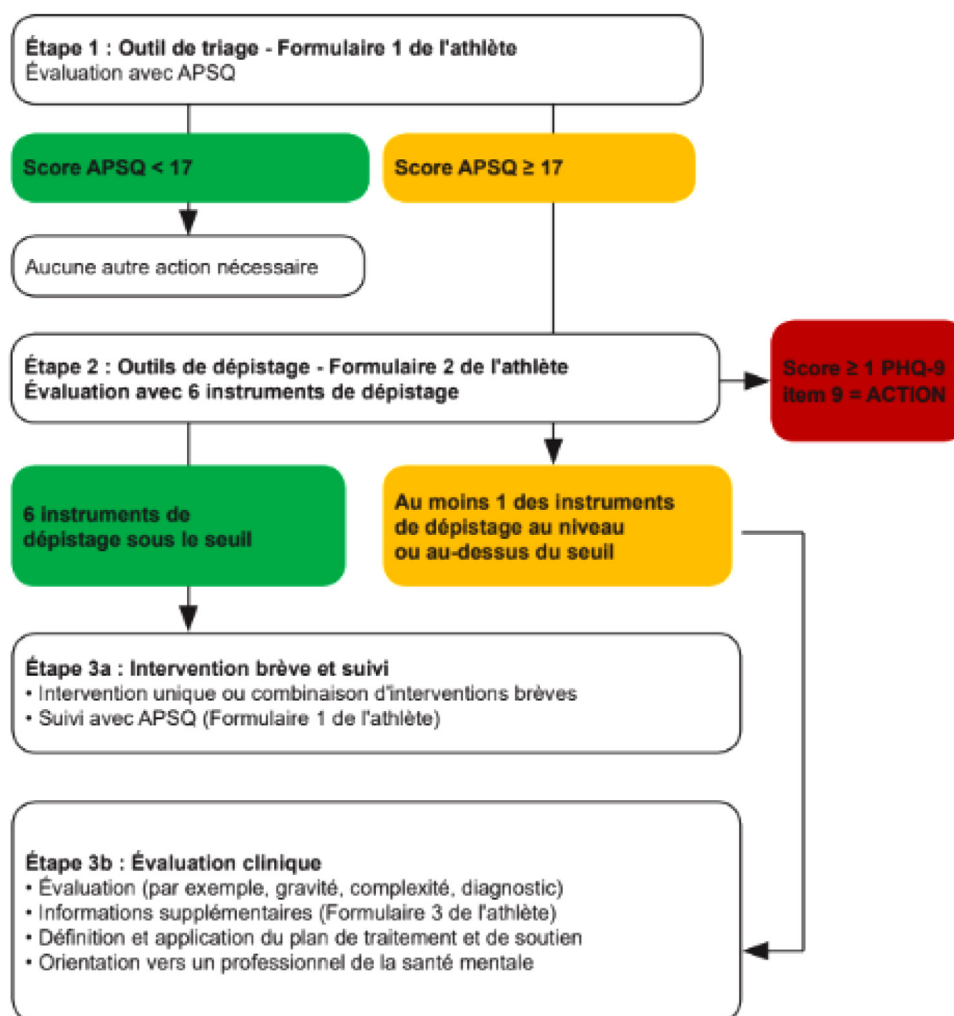 Étape 1 : Outil de triage - Formulaire 1 de l'athlète
Évaluation avec APSQ
Score APSQ < 17
Score APSQ ≥ 17
Aucune autre action nécessaire
Étape 2 : Outils de dépistage - Formulaire 2 de l'athlète
Évaluation avec 6 instruments de dépistage
Score ≥ 1 PHQ-9
item 9 = ACTION
6 instruments de
dépistage sous le seuil
Au moins 1 des instruments
de dépistage au niveau
ou au-dessus du seuil
Étape 3a : Intervention brève et suivi
• Intervention unique ou combinaison d'interventions brèves
• Suivi avec APSQ (Formulaire 1 de l'athlète)
Étape 3b : Évaluation clinique
• Évaluation (par exemple, gravité, complexité, diagnostic)
• Informations supplémentaires (Formulaire 3 de l'athlète)
• Définition et application du plan de traitement et de soutien
• Orientation vers un professionnel de la santé mentale